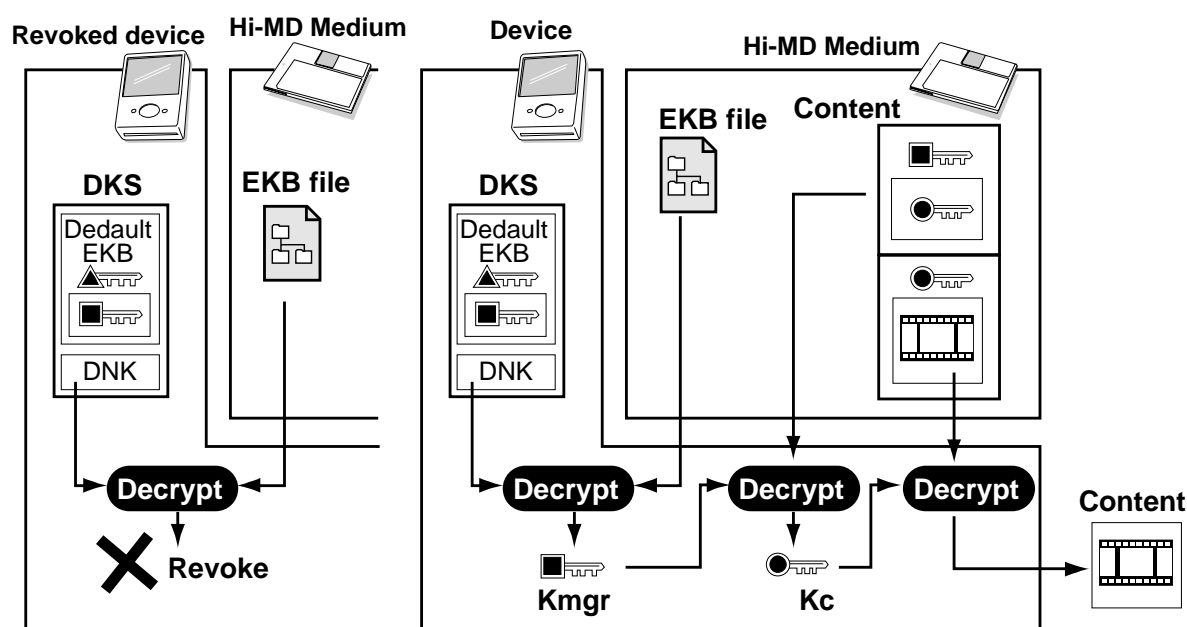 Revoked device
Hi-MD Medium
DKS
EKB file
Dedault
EKB
DNK
Decrypt
Revoke
Device
Hi-MD Medium
EKB file
Content
DKS
Dedault
EKB
DNK
Decrypt
Decrypt
Decrypt
Kmgr
Kc
Content